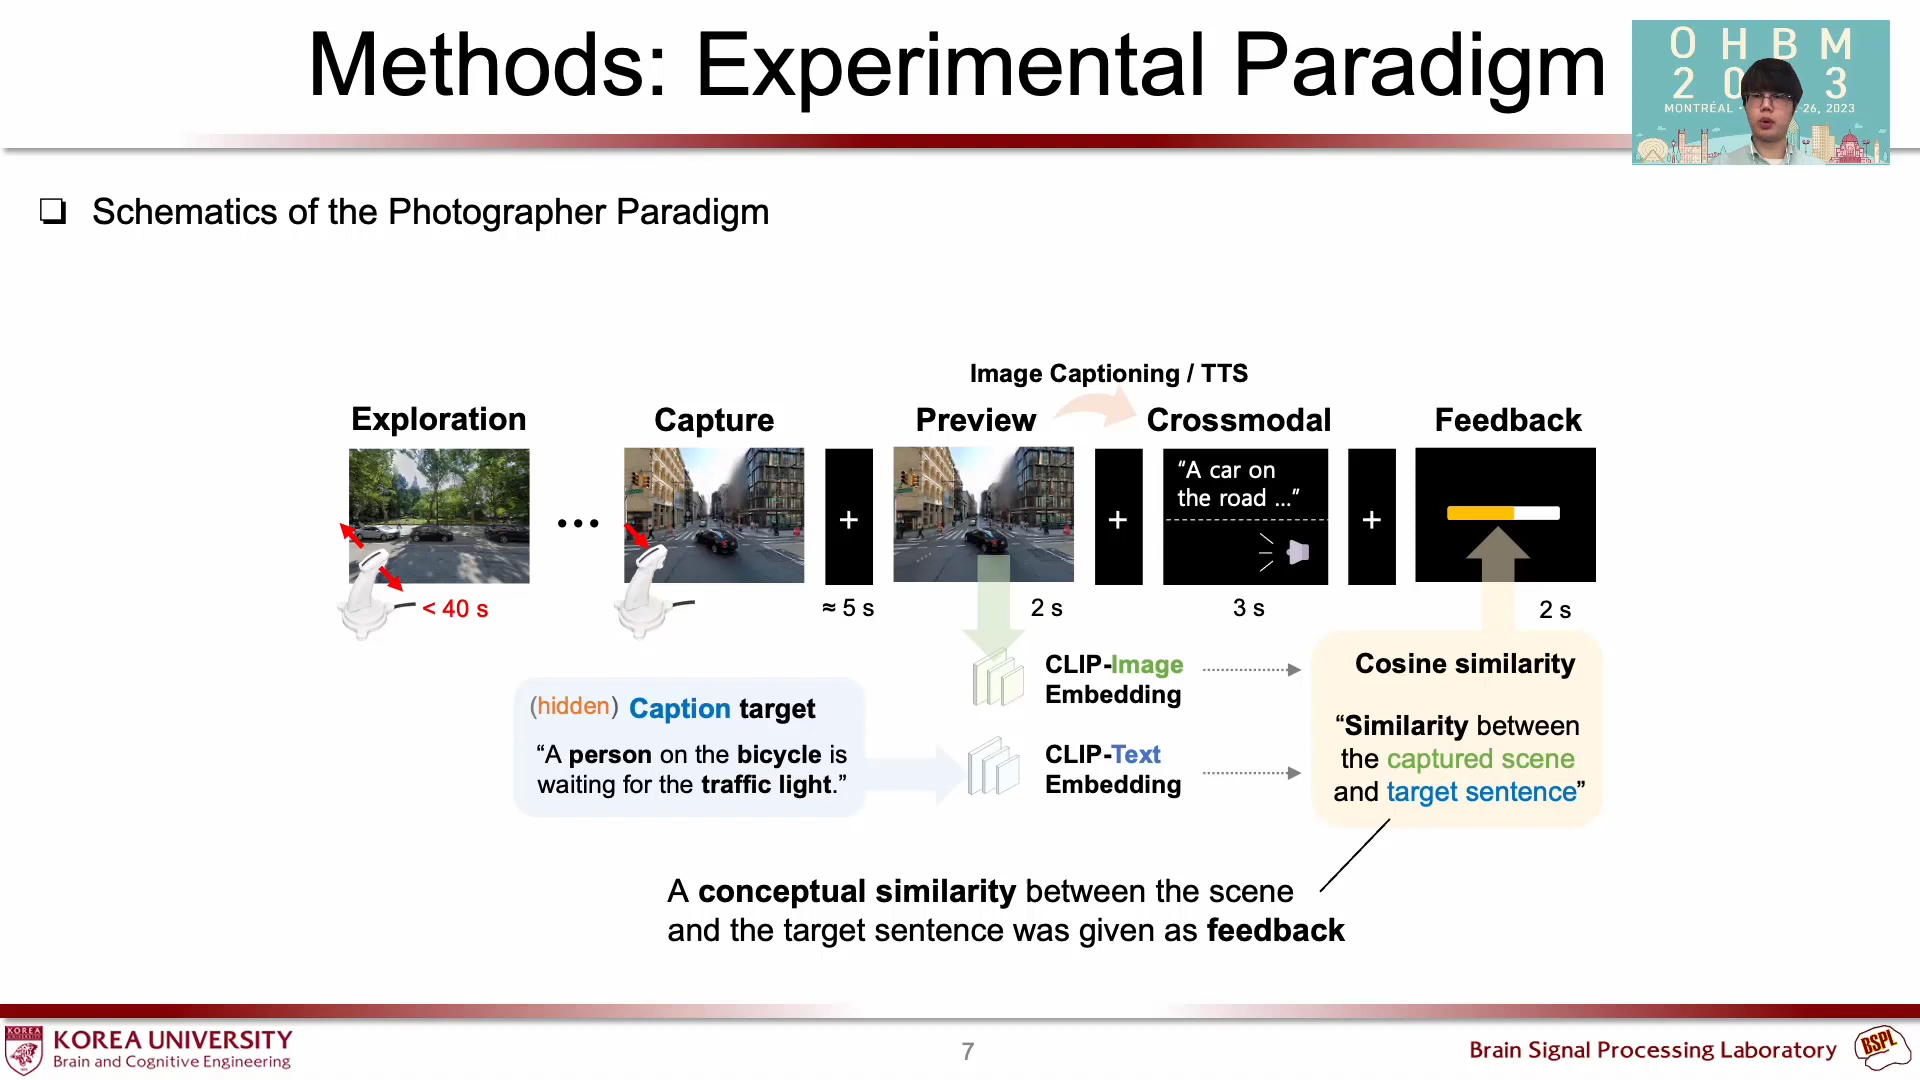 Methods: Experimental Paradigm
O H B M
2 0 3
MONTRÉAL
-26, 2023
❏ Schematics of the Photographer Paradigm
Image Captioning / TTS
Exploration
Capture
Preview
Crossmodal
Feedback
“A car on
the road ...”
...
+
+
+
< 40 s
≈ 5 s
2 s
3 s
2 s
(hidden) Caption target
“A person on the bicycle is
waiting for the traffic light.”
CLIP-Image
Embedding
CLIP-Text
Embedding
Cosine similarity
“Similarity between
the captured scene
and target sentence”
A conceptual similarity between the scene
and the target sentence was given as feedback
KOREA
KOREA UNIVERSITY
Brain and Cognitive Engineering
7
Brain Signal Processing Laboratory
BSPL